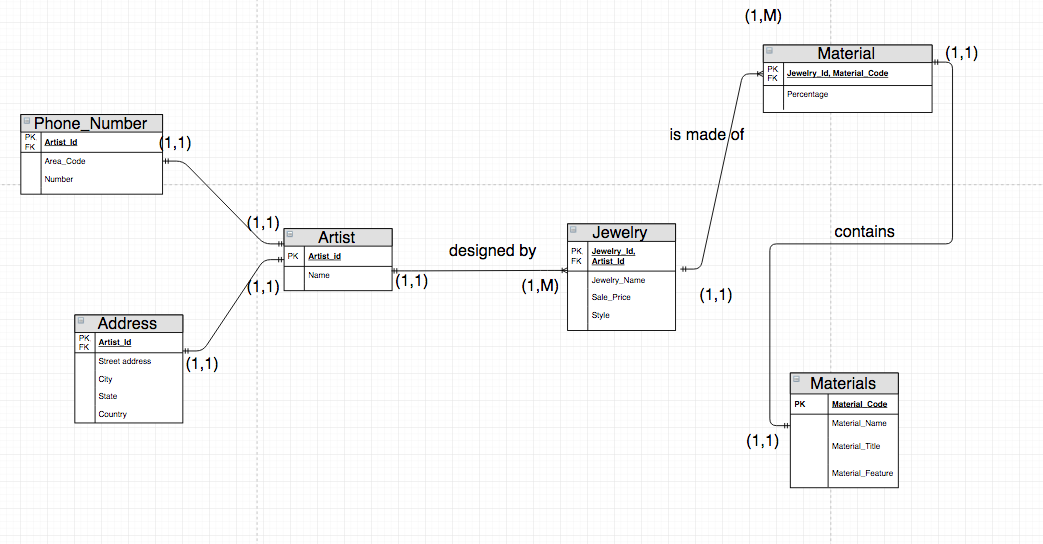 (1,M)
Material
(1,1)
PK
FK
Jewelry_Id, Material_Code
Percentage
is made of
Phone_Number
PK
FK
Artist_Id
(1,1)
Area_Code
Number
(1,1)
Artist
PK
Artist_id
Name
(1,1)
(1,1)
designed by
(1,M)
Jewelry
PK
FK
Jewelry_Id,
Artist_Id
Jewelry_Name
Sale_Price
Style
(1,1)
contains
Address
PK
FK
Artist_Id
(1,1)
Street address
City
State
Country
Materials
PK
Material_Code
Material_Name
(1,1)
Material_Title
Material_Feature